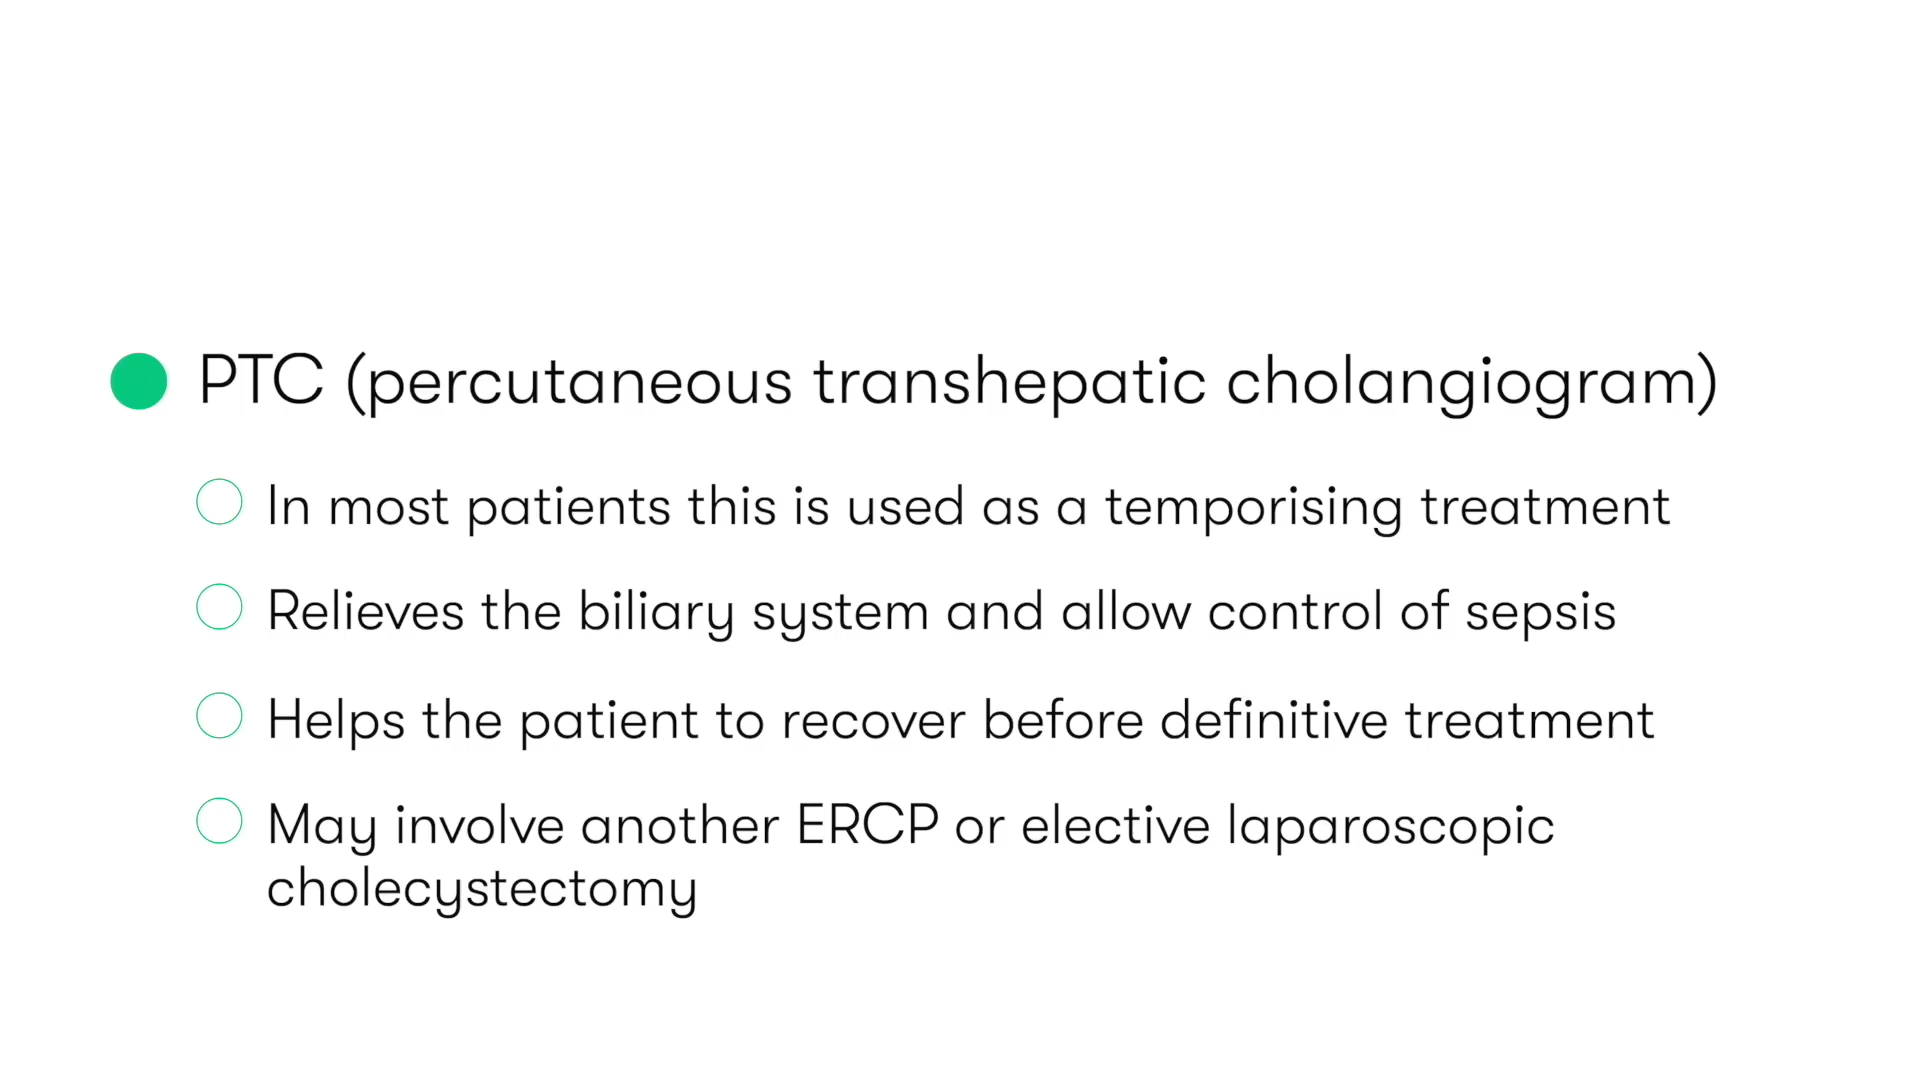 PTC (percutaneous transhepatic cholangiogram)
In most patients this is used as a temporising treatment
Relieves the biliary system and allow control of sepsis
Helps the patient to recover before definitive treatment
May involve another ERCP or elective laparoscopic
cholecystectomy